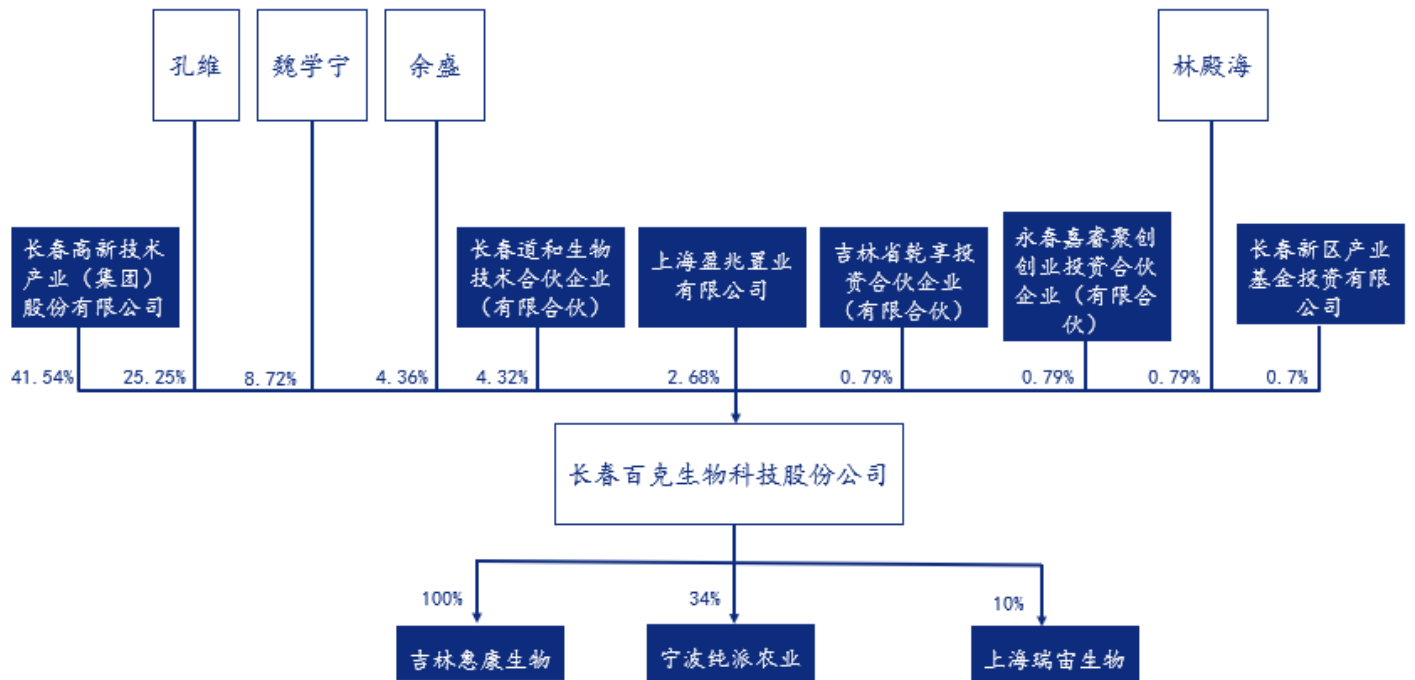 孔维
魏学宁
余盛
林殿海
长春高新技术
产业（集团）
股份有限公司
长春道和生物
技术合伙企业
（有限合伙）
上海盈兆置业
有限公司
吉林省乾享投
资合伙企业
（有限合伙）
永春嘉睿聚创
创业投资合伙
企业（有限合
伙）
长春新区产业
基金投资有限
公司
41.54%
25.25%
8.72%
4.36%
4.32%
2.68%
0.79%
0.79%
0.79%
0.7%
长春百克生物科技股份公司
100%
34%
10%
吉林惠康生物
宁波纯派农业
上海瑞宙生物